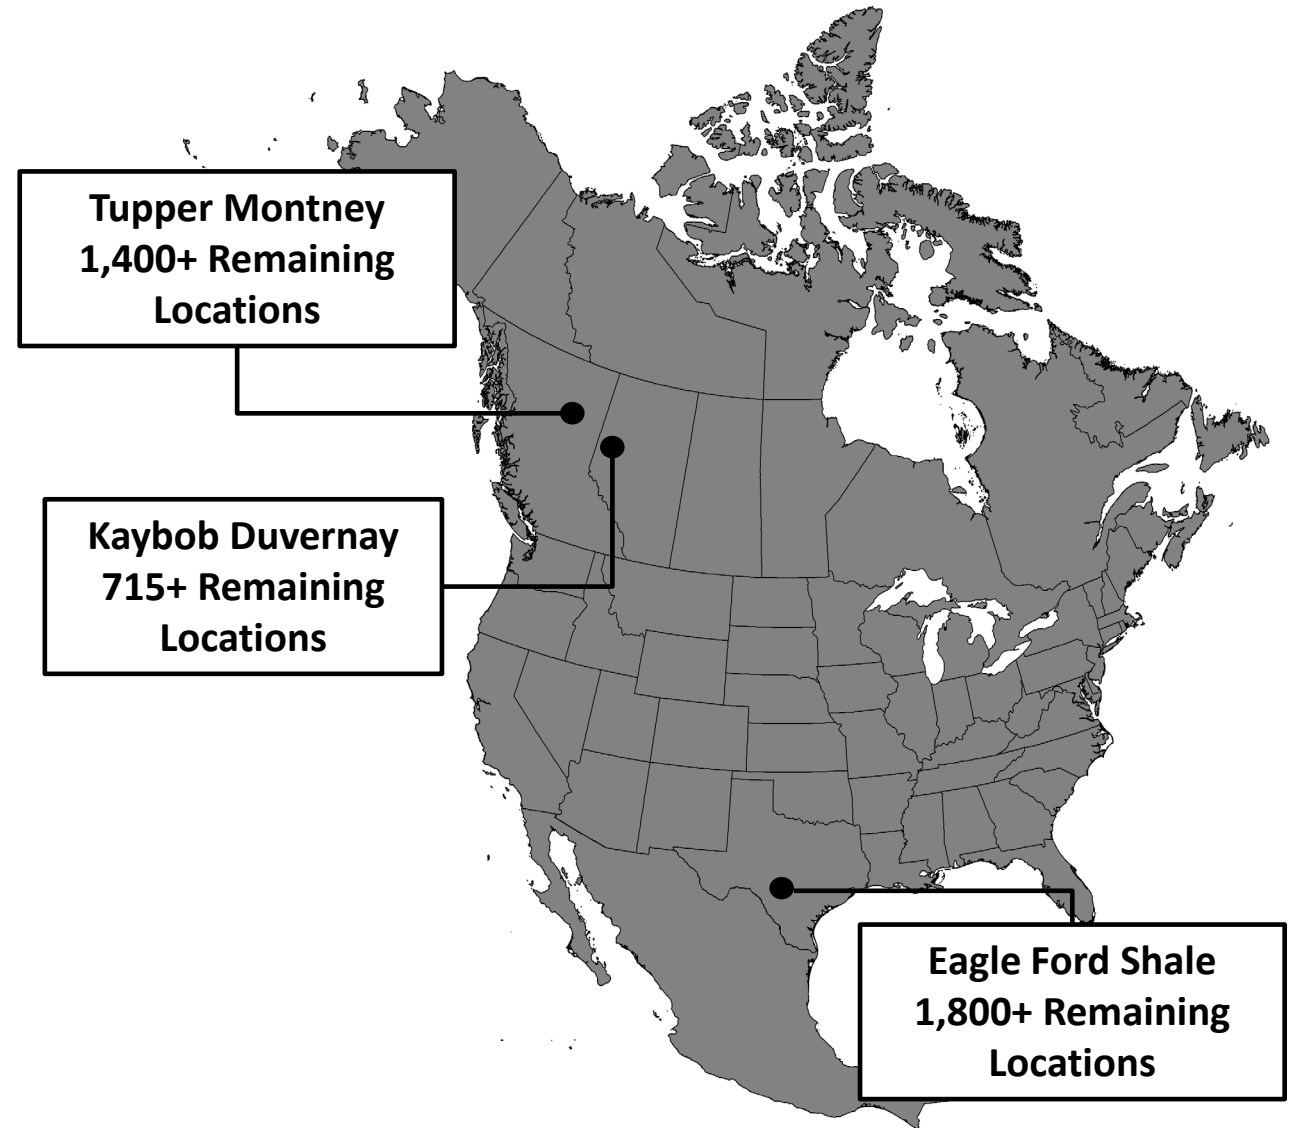 Tupper Montney
1,400+ Remaining
Locations
Kaybob Duvernay
715+ Remaining
Locations
Eagle Ford Shale
1,800+ Remaining
Locations